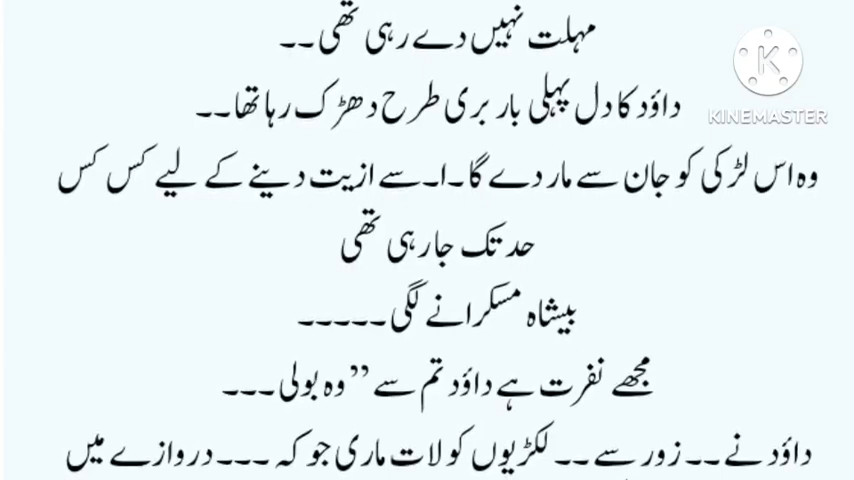 مہلت نہیں دے رہی تھی۔۔
داؤد کا دل پہلی بار بری طرح دھڑک رہا تھا۔۔
وہ اس لڑکی کو جان سے مار دے گا۔ا۔سے ازیت دینے کے لیے کس کس
حد تک جا رہی تھی
بیشاہ مسکرانے لگی۔۔۔۔۔
مجھے نفرت ہے داؤد تم سے ” وہ بولی۔۔۔
داؤد نے۔۔زور سے۔۔لکڑیوں کو لات ماری جو کہ۔۔۔دروازے میں
KINEMASTER